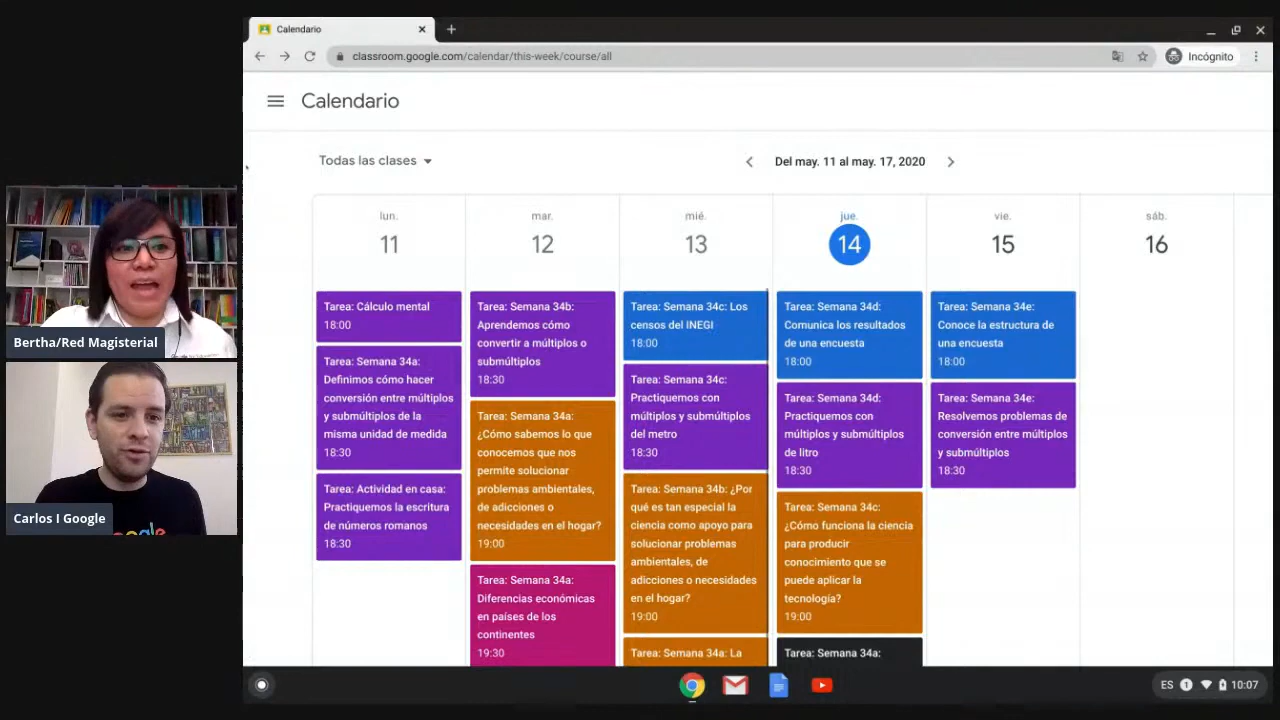 Calendario
classroom.google.com/calendar/this-week/course/all
Incógnito
Calendario
Todas las clases
Del may. 11 al may. 17, 2020
lun.
11
mar.
12
mié.
13
jue.
14
vie.
15
sáb.
16
Tarea: Cálculo mental
18:00
Tarea: Semana 34a:
Definimos cómo hacer
conversión entre múltiplos
y submúltiplos de la
misma unidad de medida
18:30
Tarea: Actividad en casa:
Practiquemos la escritura
de números romanos
18:30
Tarea: Semana 34b:
Aprendemos cómo
convertir a múltiplos o
submúltiplos
18:30
Tarea: Semana 34a:
¿Cómo sabemos lo que
conocemos que nos
permite solucionar
problemas ambientales,
de adicciones o
necesidades en el hogar?
19:00
Tarea: Semana 34a:
Diferencias económicas
en países de los
continentes
19:30
Tarea: Semana 34c: Los
censos del INEGI
18:00
Tarea: Semana 34c:
Practiquemos con
múltiplos y submúltiplos
del metro
18:30
Tarea: Semana 34b: ¿Por
qué es tan especial la
ciencia como apoyo para
solucionar problemas
ambientales, de
adicciones o necesidades
en el hogar?
19:00
Tarea: Semana 34a: La
Tarea: Semana 34d:
Comunica los resultados
de una encuesta
18:00
Tarea: Semana 34d:
Practiquemos con
múltiplos y submúltiplos
de litro
18:30
Tarea: Semana 34c:
¿Cómo funciona la ciencia
para producir
conocimiento que se
puede aplicar la
tecnología?
19:00
Tarea: Semana 34a:
Tarea: Semana 34e:
Conoce la estructura de
una encuesta
18:00
Tarea: Semana 34e:
Resolvemos problemas de
conversión entre múltiplos
y submúltiplos
18:30
Bertha/Red Magisterial
Carlos I Google
ES 1 10:07